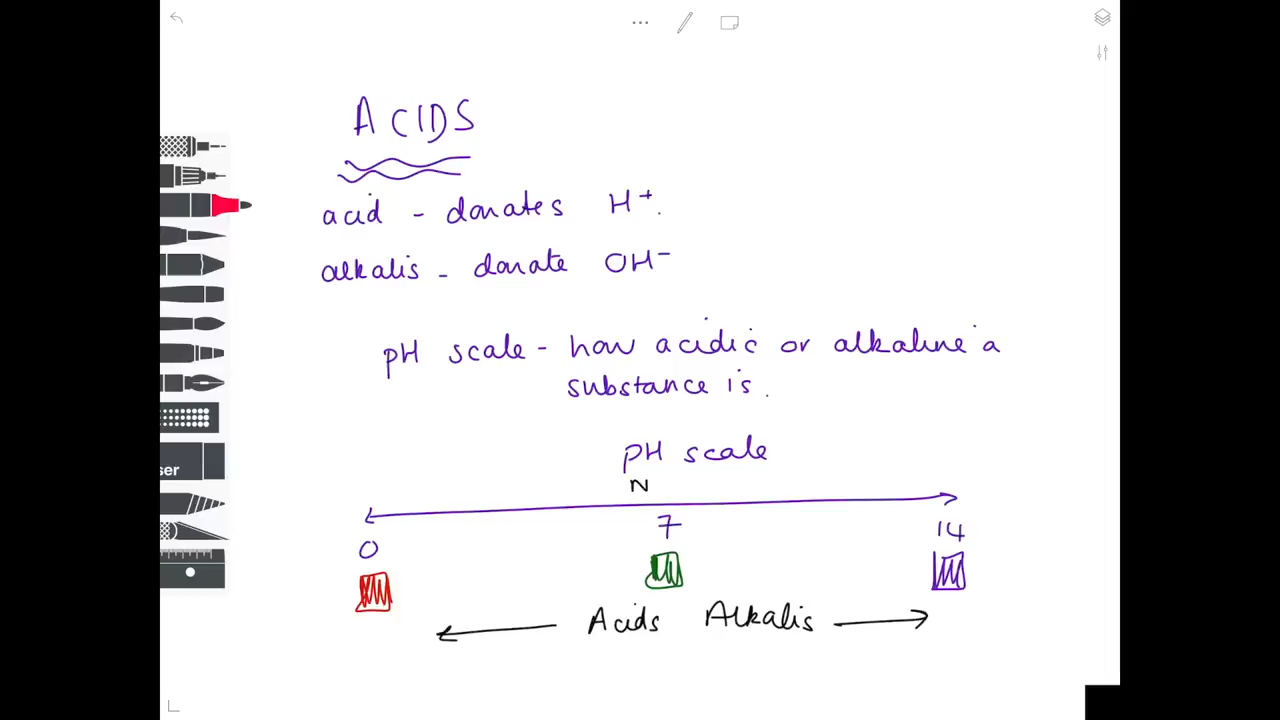 ACIDS
acid - donates H+.
alkalis - donate OH-
pH scale - how acidic or alkaline a
substance is.
pH scale
N
0 7 14
Acids Alkalis
ser